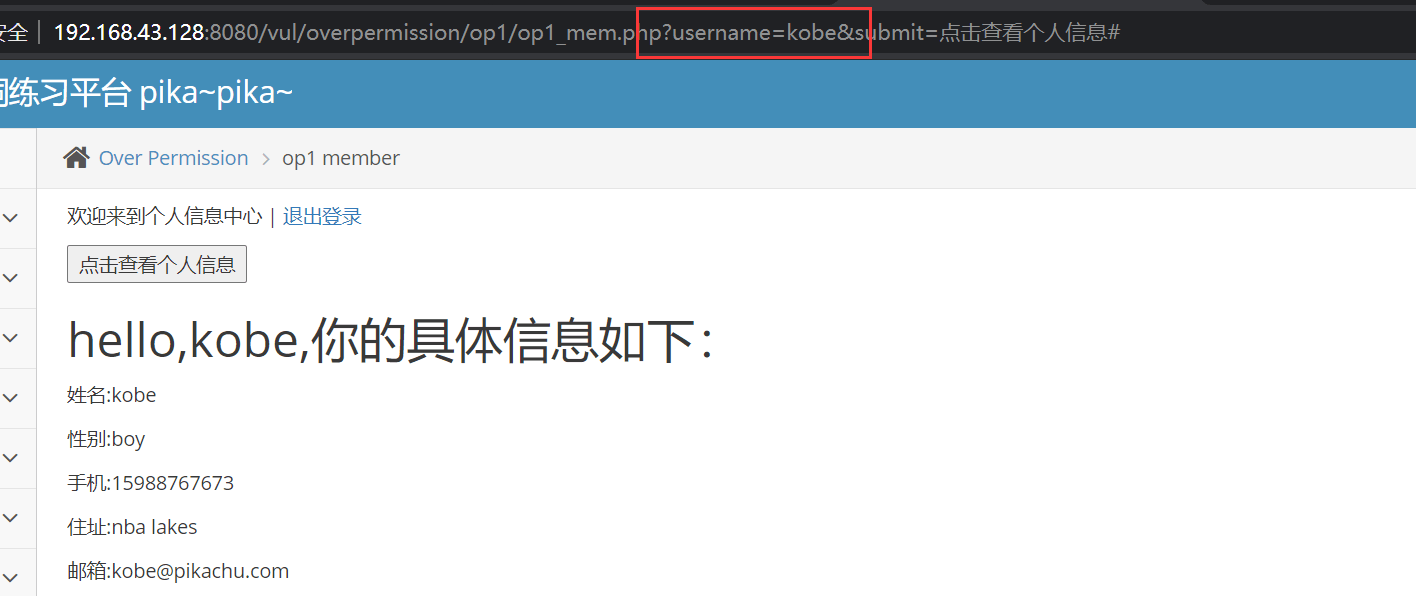 安全 | 192.168.43.128:8080/vul/overpermission/op1/op1_mem.php?username=kobe&submit=点击查看个人信息#
练习平台 pika~pika~
Over Permission > op1 member
欢迎来到个人信息中心 | 退出登录
点击查看个人信息
hello,kobe,你的具体信息如下：
姓名:kobe
性别:boy
手机:15988767673
住址:nba lakes
邮箱:kobe@pikachu.com